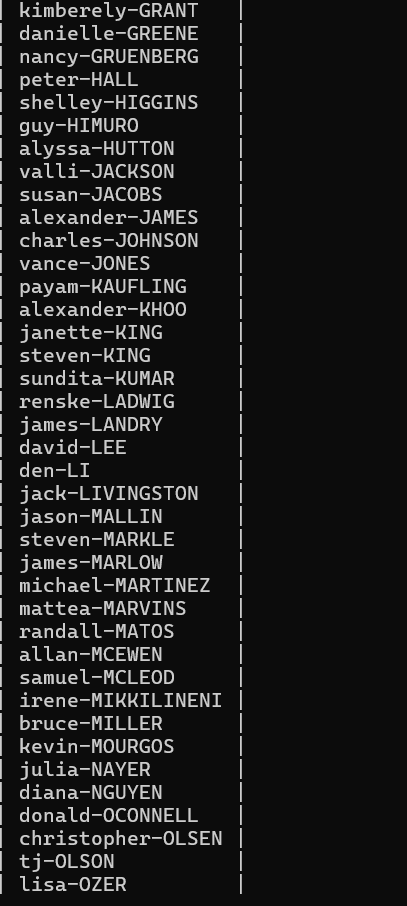 | kimberely-GRANT    |
| danielle-GREENE    |
| nancy-GRUENBERG    |
| peter-HALL         |
| shelley-HIGGINS    |
| guy-HIMURO         |
| alyssa-HUTTON      |
| valli-JACKSON      |
| susan-JACOBS       |
| alexander-JAMES    |
| charles-JOHNSON    |
| vance-JONES        |
| payam-KAUFLING     |
| alexander-KHOO     |
| janette-KING       |
| steven-KING        |
| sundita-KUMAR      |
| renske-LADWIG      |
| james-LANDRY       |
| david-LEE          |
| den-LI             |
| jack-LIVINGSTON    |
| jason-MALLIN       |
| steven-MARKLE      |
| james-MARLOW       |
| michael-MARTINEZ   |
| mattea-MARVINS     |
| randall-MATOS      |
| allan-MCEWEN       |
| samuel-MCLEOD      |
| irene-MIKKILINENI  |
| bruce-MILLER       |
| kevin-MOURGOS      |
| julia-NAYER        |
| diana-NGUYEN       |
| donald-OCONNELL    |
| christopher-OLSEN  |
| tj-OLSON           |
| lisa-OZER          |